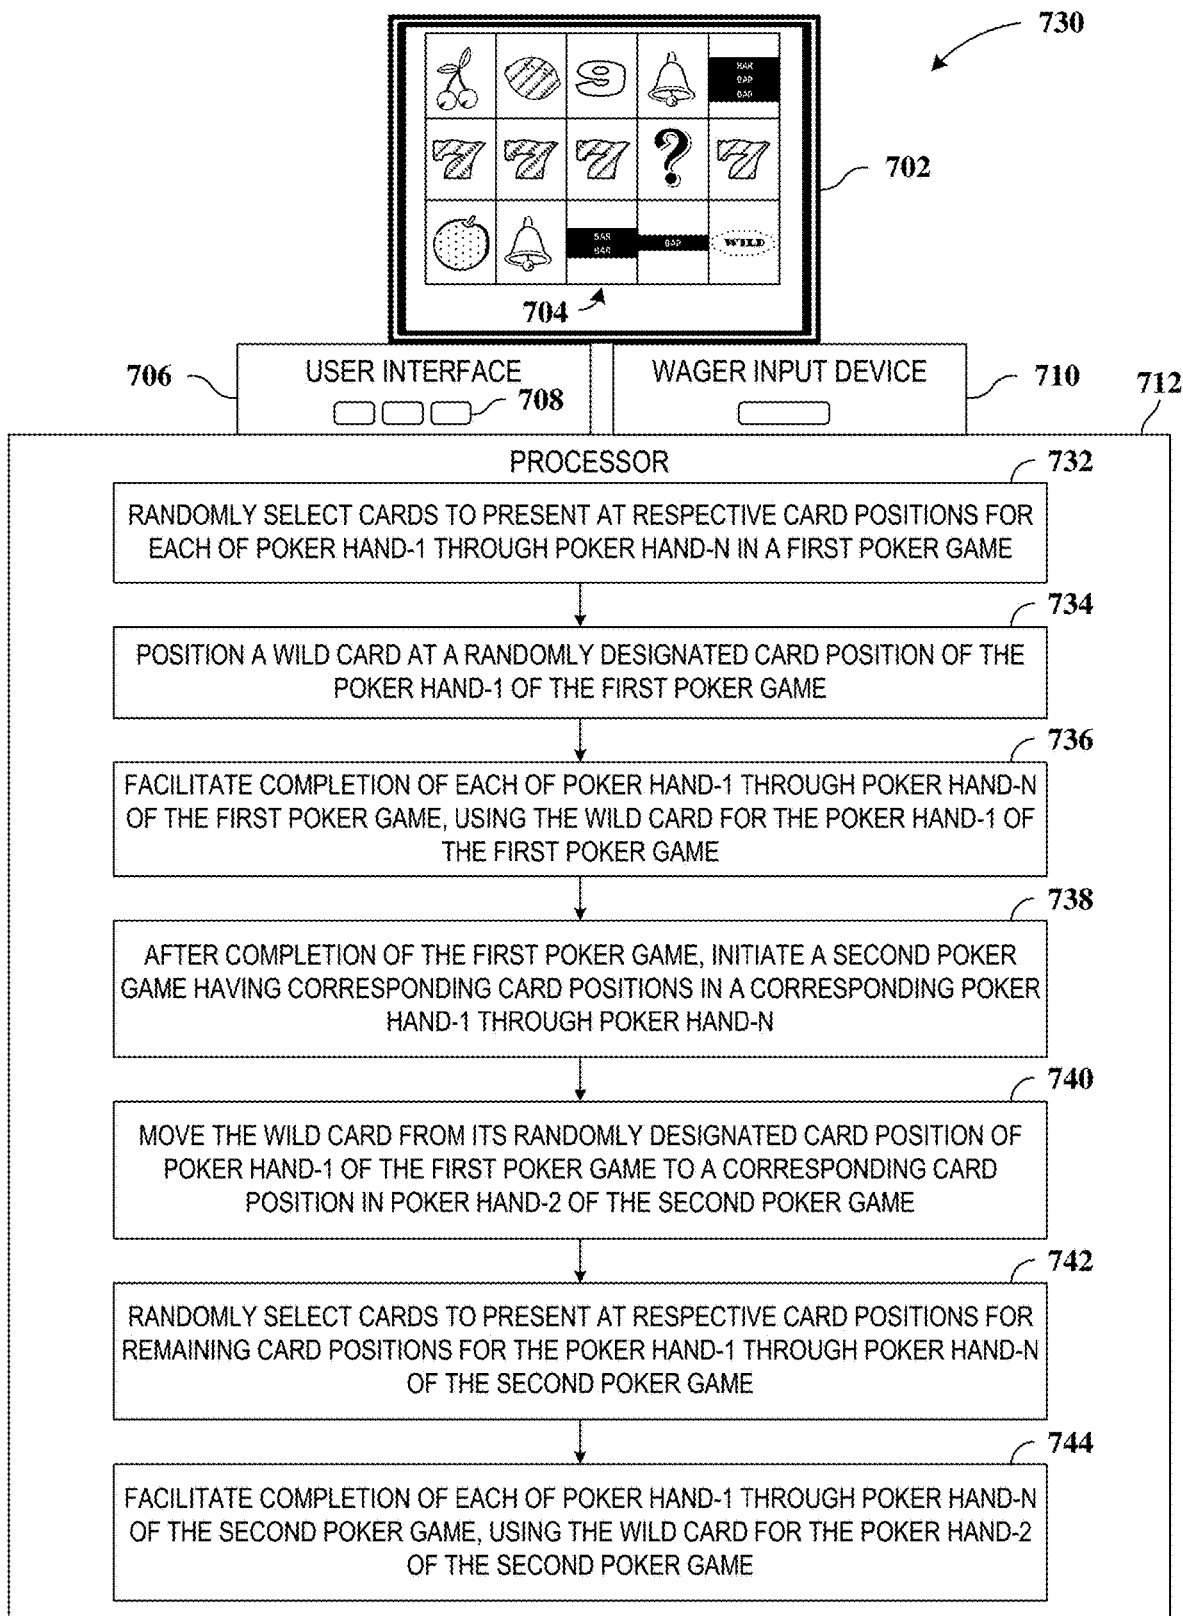 730
BAR
BAR
BAR
702
BAR
BAR
BAR
WILD
704
706
USER INTERFACE
708
WAGER INPUT DEVICE
710
712
PROCESSOR
732
RANDOMLY SELECT CARDS TO PRESENT AT RESPECTIVE CARD POSITIONS FOR
EACH OF POKER HAND-1 THROUGH POKER HAND-N IN A FIRST POKER GAME
734
POSITION A WILD CARD AT A RANDOMLY DESIGNATED CARD POSITION OF THE
POKER HAND-1 OF THE FIRST POKER GAME
736
FACILITATE COMPLETION OF EACH OF POKER HAND-1 THROUGH POKER HAND-N
OF THE FIRST POKER GAME, USING THE WILD CARD FOR THE POKER HAND-1 OF
THE FIRST POKER GAME
738
AFTER COMPLETION OF THE FIRST POKER GAME, INITIATE A SECOND POKER
GAME HAVING CORRESPONDING CARD POSITIONS IN A CORRESPONDING POKER
HAND-1 THROUGH POKER HAND-N
740
MOVE THE WILD CARD FROM ITS RANDOMLY DESIGNATED CARD POSITION OF
POKER HAND-1 OF THE FIRST POKER GAME TO A CORRESPONDING CARD
POSITION IN POKER HAND-2 OF THE SECOND POKER GAME
742
RANDOMLY SELECT CARDS TO PRESENT AT RESPECTIVE CARD POSITIONS FOR
REMAINING CARD POSITIONS FOR THE POKER HAND-1 THROUGH POKER HAND-N
OF THE SECOND POKER GAME
744
FACILITATE COMPLETION OF EACH OF POKER HAND-1 THROUGH POKER HAND-N
OF THE SECOND POKER GAME, USING THE WILD CARD FOR THE POKER HAND-2
OF THE SECOND POKER GAME